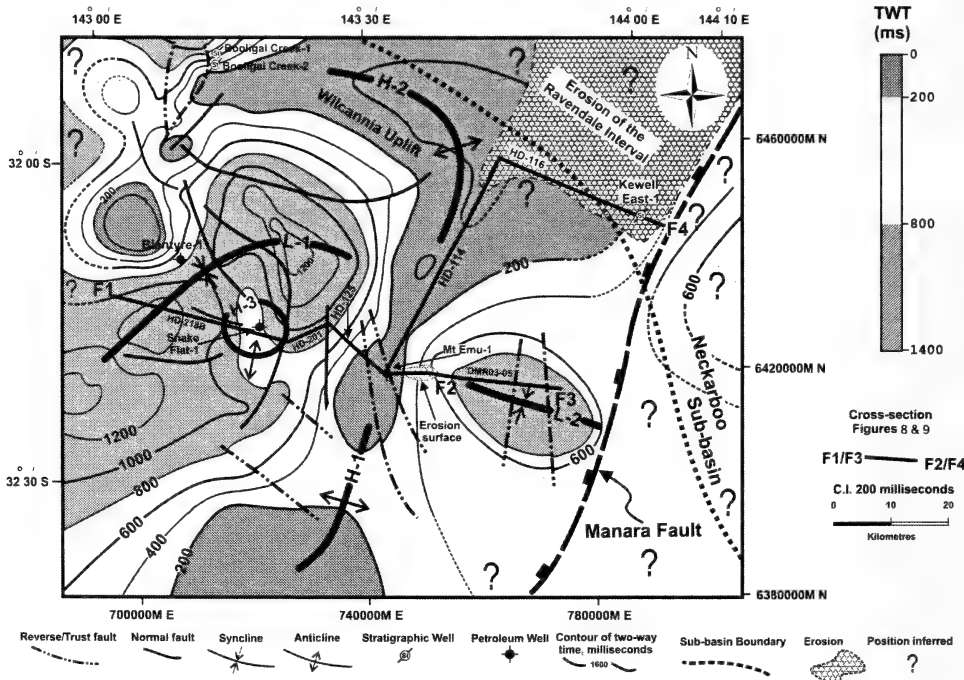 143 00 E
143 30 E
144 00 E
144 10 E
TWT
(ms)
0
200
800
1400
Booligal Creek-1
Booligal Creek-2
H-2
Wilcannia Uplift
Erosion of the
Ravendale Interval
N
6460000M N
32 00 '
HD-116
Kewell
East-1
F4
200
Blantyre-1
L-1
1200
HD-114
200
600
F1
H-3
HD-218B
Snake
Flat-1
HD-201
HD-125
Mt Emu-1
DMR03-05
F2
F3
L-2
Erosion
surface
600
6420000M N
Neckarboo
Sub-basin
Cross-section
Figures 8 & 9
F1/F3
F2/F4
C.I. 200 milliseconds
0 10 20
Kilometres
1200
1000
800
600
400
200
32 30 '
H-1
Manara Fault
6380000M N
700000M E
740000M E
780000M E
Reverse/Trust fault
Normal fault
Syncline
Anticline
Stratigraphic Well
Petroleum Well
Contour of two-way
time, milliseconds
1600
Sub-basin Boundary
Erosion
Position inferred
?